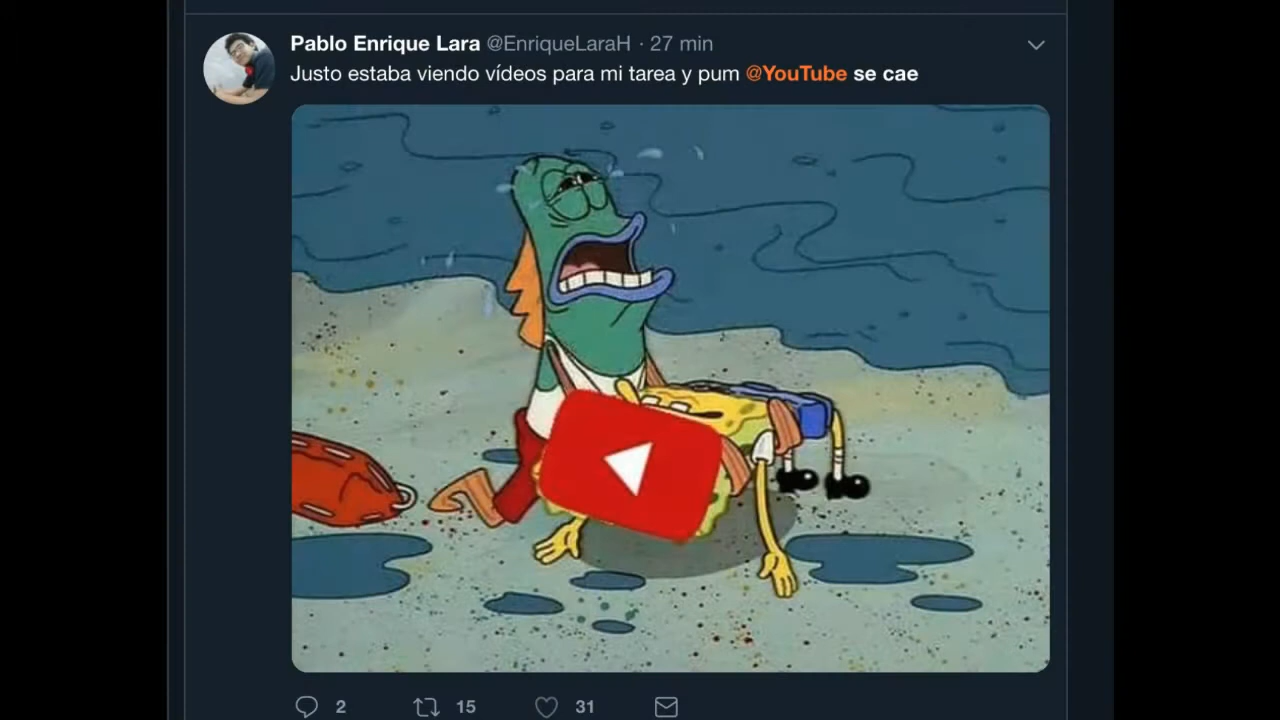 Pablo Enrique Lara @EnriqueLaraH · 27 min
Justo estaba viendo vídeos para mi tarea y pum @YouTube se cae
2 15 31